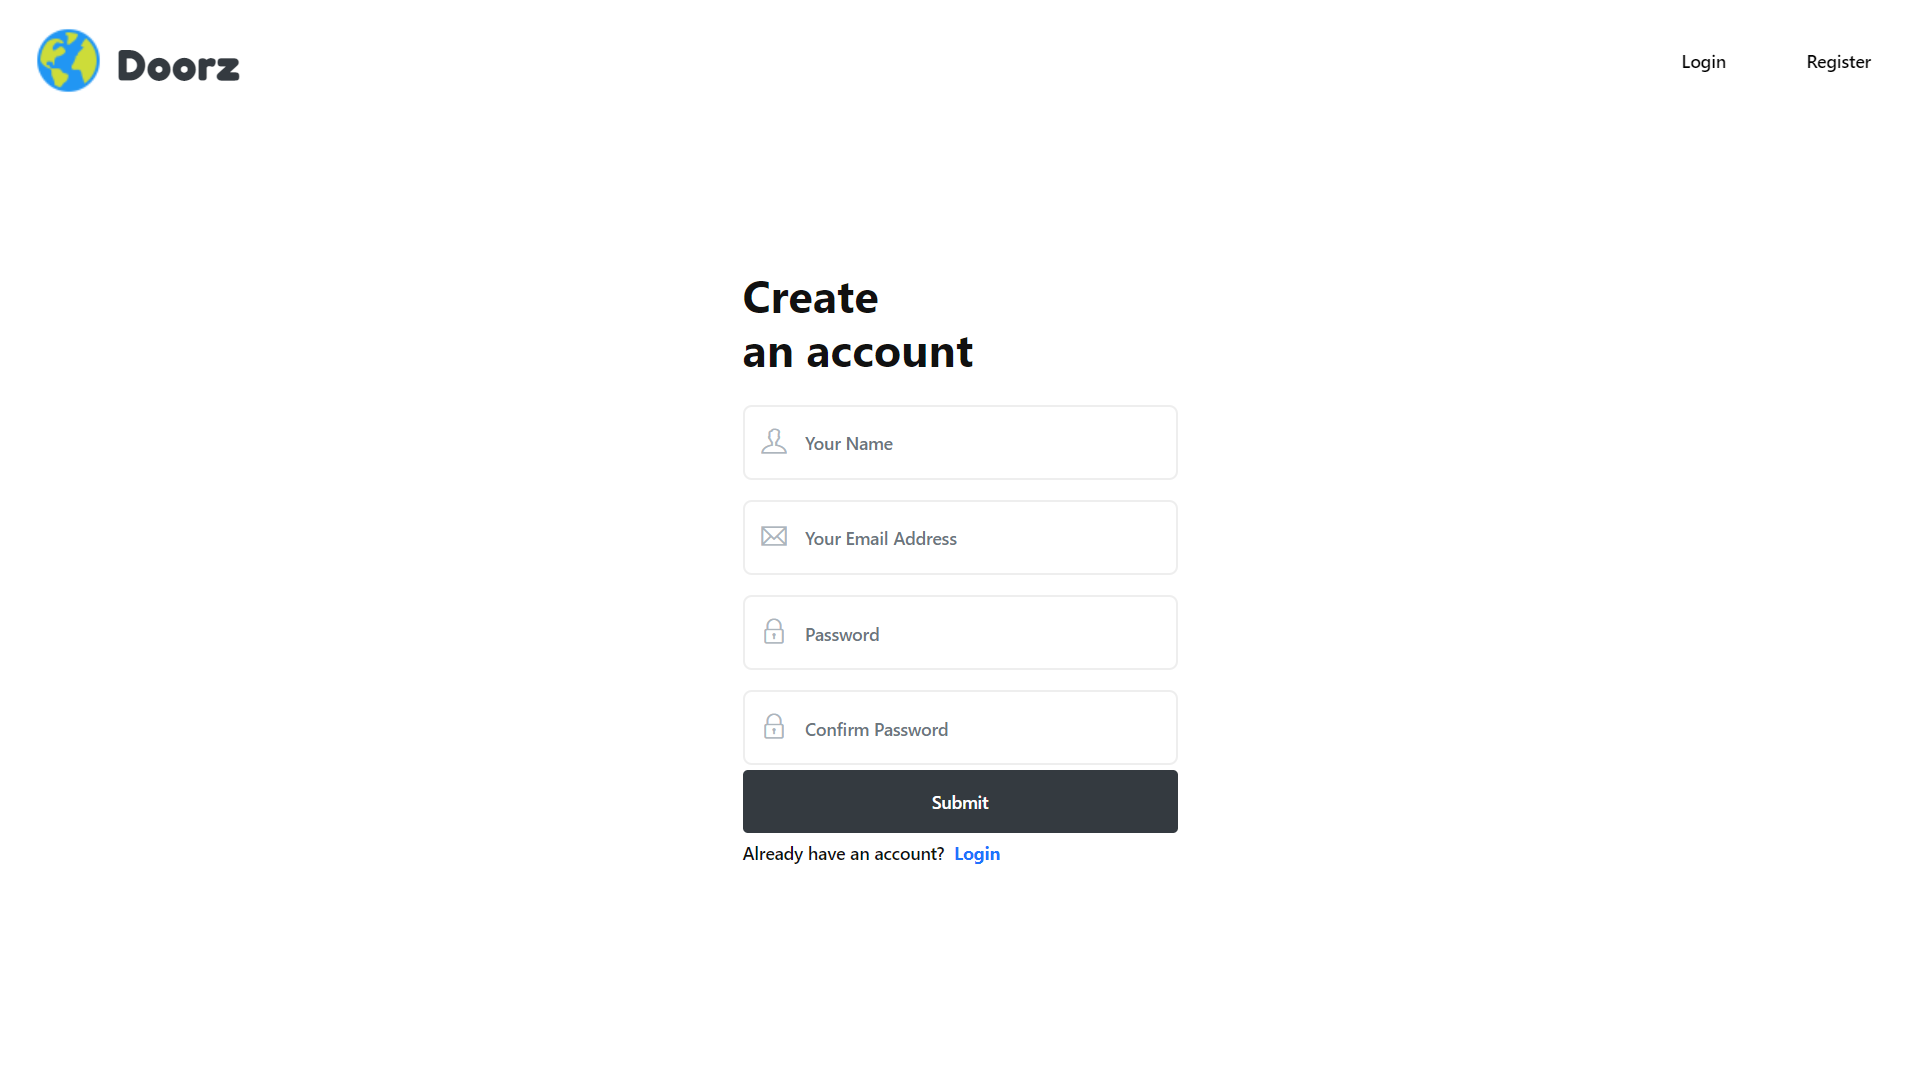 Doorz
Login
Register
Create
an account
Your Name
Your Email Address
Password
Confirm Password
Submit
Already have an account? Login